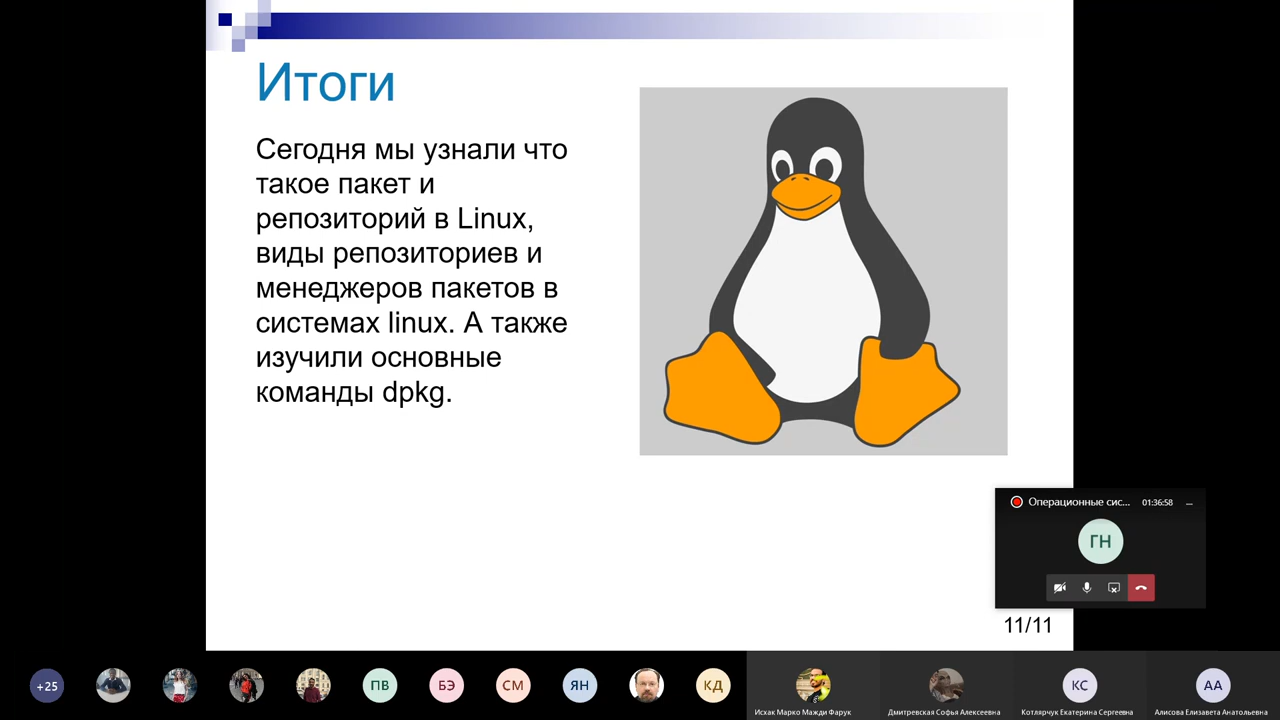 Итоги
Сегодня мы узнали что
такое пакет и
репозиторий в Linux,
виды репозиториев и
менеджеров пакетов в
системах linux. А также
изучили основные
команды dpkg.
Операционные сис... 01:36:58
ГН
11/11
+25 ПВ БЭ СМ ЯН КД КС АА
Исхак Марко Мажди Фарук Дмитревская Софья Алексеевна Котлярчук Екатерина Сергеевна Алисова Елизавета Анатольевна